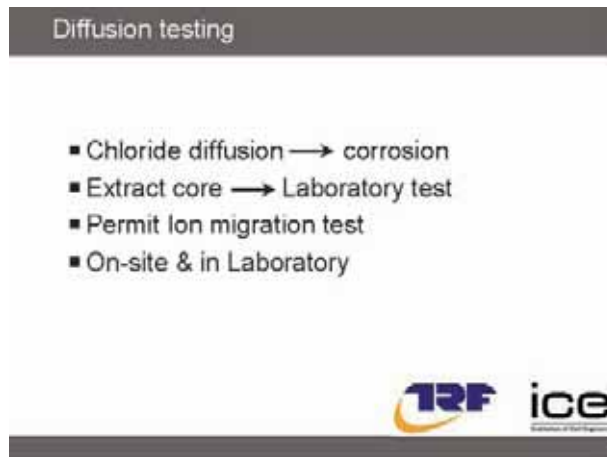 Diffusion testing
■ Chloride diffusion ⟶ corrosion
■ Extract core ⟶ Laboratory test
■ Permit Ion migration test
■ On-site & in Laboratory
TRF ice